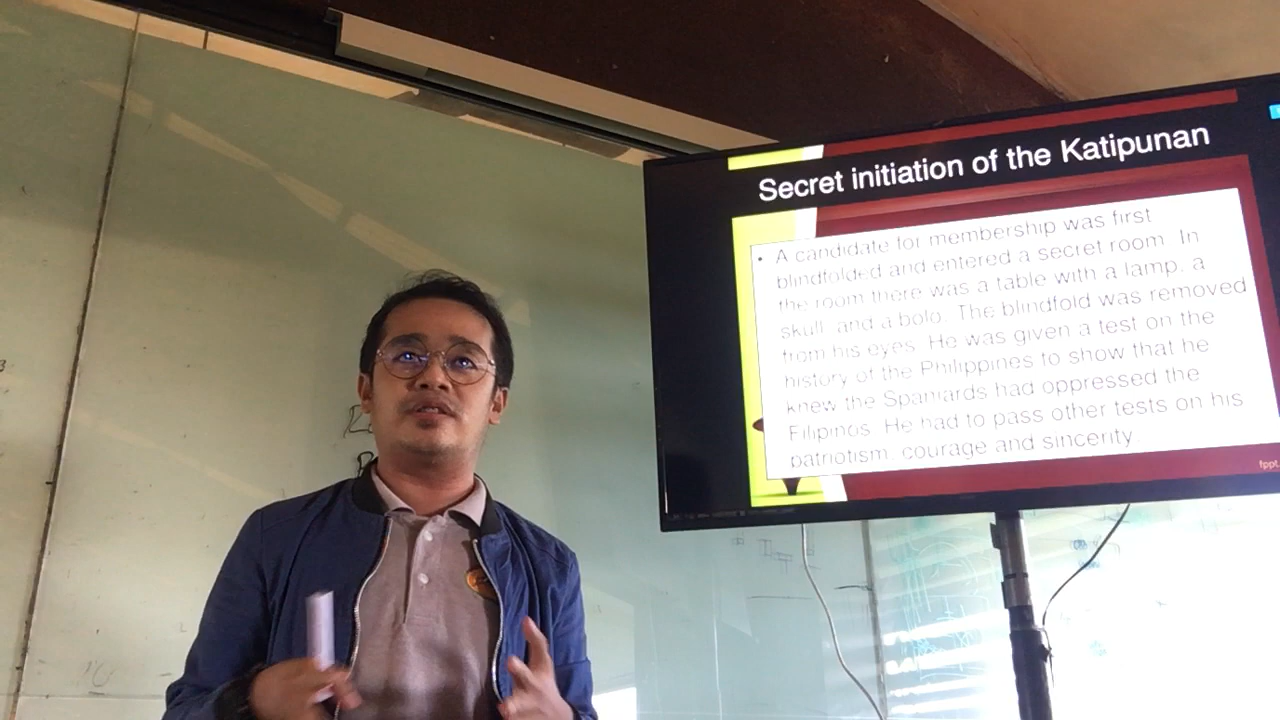 Secret initiation of the Katipunan
• A candidate for membership was first
blindfolded and entered a secret room. In
the room there was a table with a lamp, a
skull, and a bolo. The blindfold was removed
from his eyes. He was given a test on the
history of the Philippines to show that he
knew the Spaniards had oppressed the
Filipinos. He had to pass other tests on his
patriotism, courage and sincerity.
fppt